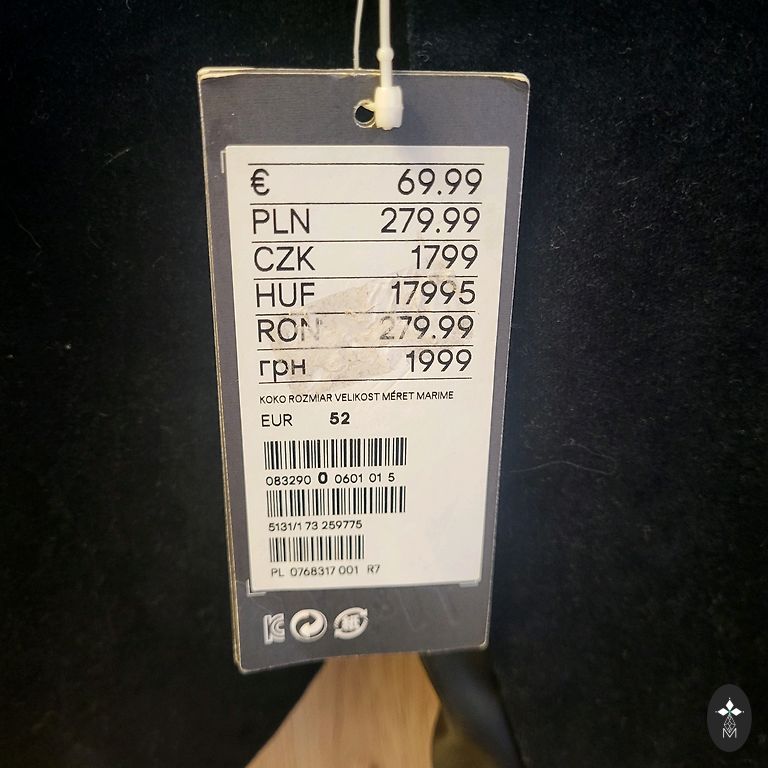 € 69.99
PLN 279.99
CZK 1799
HUF 17995
RON 279.99
грн 1999
KOKO ROZMIAR VELIKOST MÉRET MARIME
EUR 52
083290 0 0601 01 5
5131/1 73 259775
PL 0768317 001 R7
M